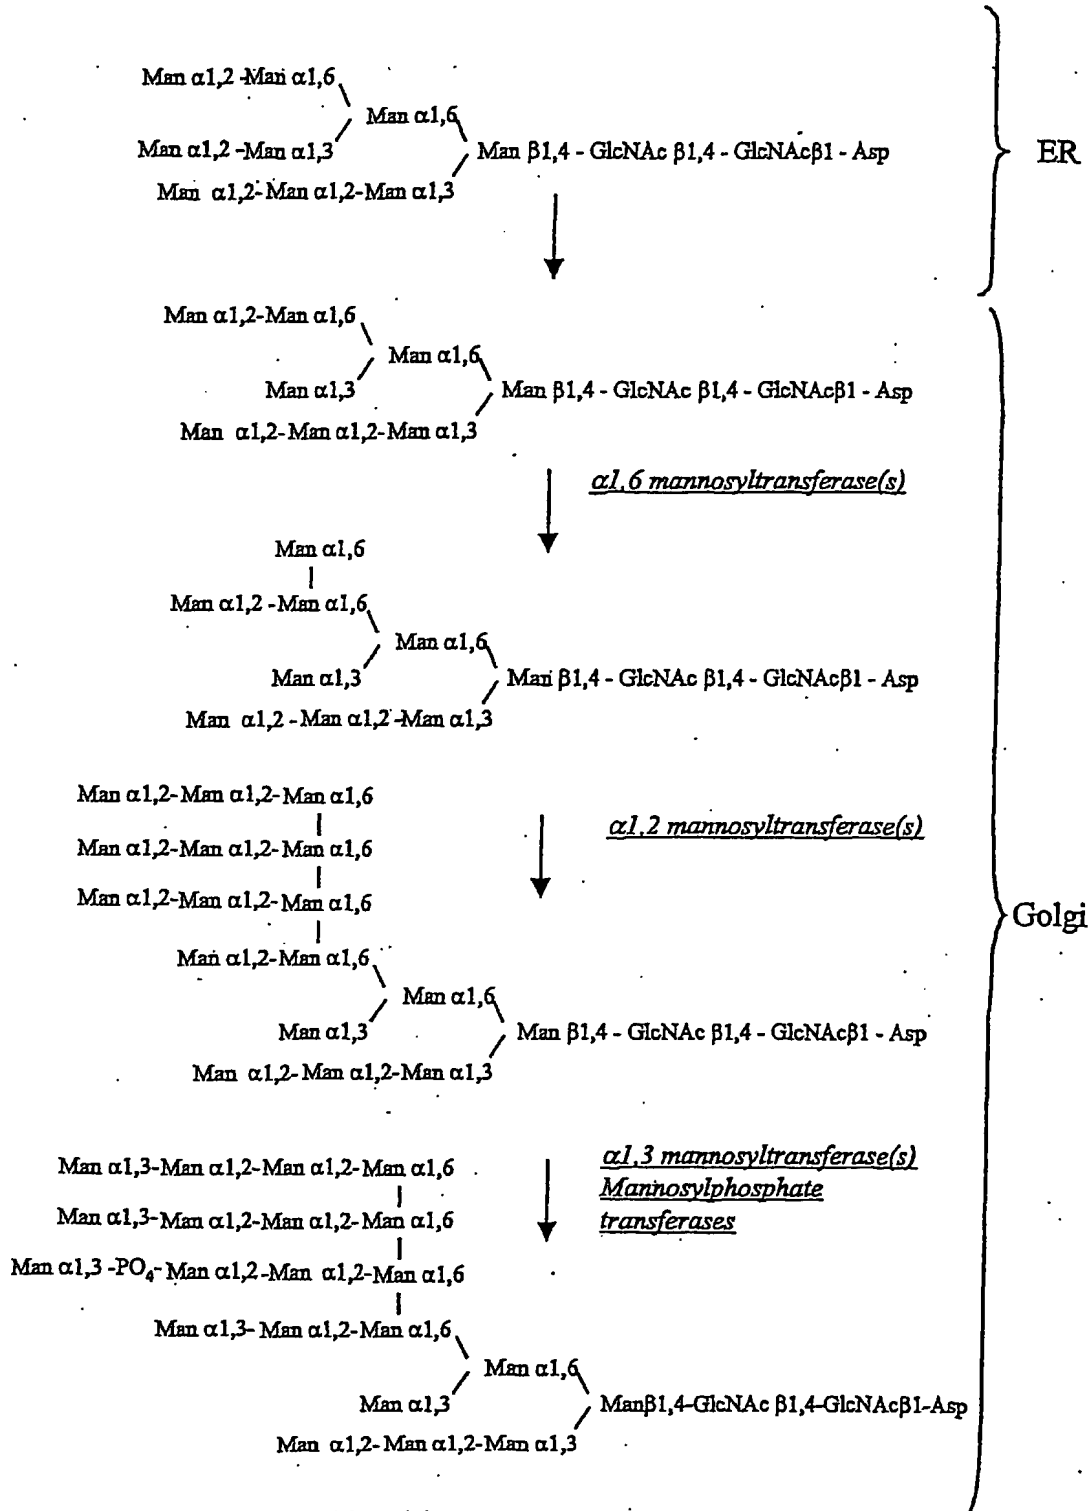 Man α1,2 -Man α1,6
Man α1,6
Man α1,2 -Man α1,3
Man β1,4 - GlcNAc β1,4 - GlcNAcβ1 - Asp
ER
Man α1,2- Man α1,2-Man α1,3
Man α1,2-Man α1,6
Man α1,6
Man α1,3
Man β1,4 - GlcNAc β1,4 - GlcNAcβ1 - Asp
Man α1,2-Man α1,2-Man α1,3
α1,6 mannosyltransferase(s)
Man α1,6
Man α1,2 -Man α1,6
Man α1,6
Man α1,3
Man β1,4 - GlcNAc β1,4 - GlcNAcβ1 - Asp
Man α1,2 -Man α1,2 -Man α1,3
Man α1,2- Man α1,2- Man α1,6
α1,2 mannosyltransferase(s)
Man α1,2- Man α1,2- Man α1,6
Man α1,2- Man α1,2- Man α1,6
Golgi
Man α1,2-Man α1,6
Man α1,6
Man α1,3
Man β1,4 - GlcNAc β1,4 - GlcNAcβ1 - Asp
Man α1,2- Man α1,2-Man α1,3
α1,3 mannosyltransferase(s)
Mannosylphosphate
transferases
Man α1,3-Man α1,2-Man α1,2-Man α1,6
Man α1,3-Man α1,2-Man α1,2-Man α1,6
Man α1,3 -PO4- Man α1,2 -Man α1,2-Man α1,6
Man α1,3- Man α1,2-Man α1,6
Man α1,6
Man α1,3
Manβ1,4-GlcNAc β1,4-GlcNAcβ1-Asp
Man α1,2- Man α1,2-Man α1,3